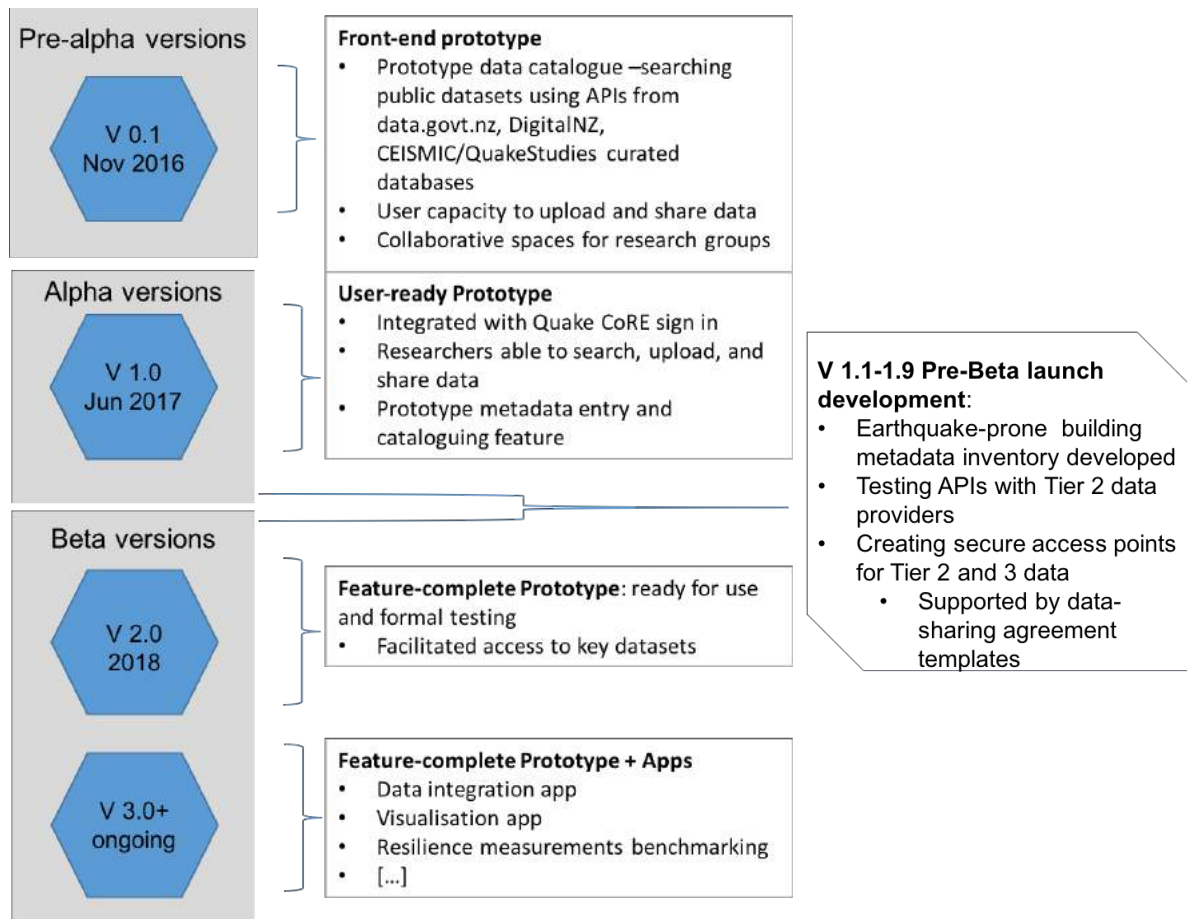 Pre-alpha versions
V 0.1
Nov 2016
Front-end prototype
• Prototype data catalogue –searching
public datasets using APIs from
data.govt.nz, DigitalNZ,
CEISMIC/QuakeStudies curated
databases
• User capacity to upload and share data
• Collaborative spaces for research groups
Alpha versions
V 1.0
Jun 2017
User-ready Prototype
• Integrated with Quake CoRE sign in
• Researchers able to search, upload, and
share data
• Prototype metadata entry and
cataloguing feature
V 1.1-1.9 Pre-Beta launch
development:
• Earthquake-prone building
metadata inventory developed
• Testing APIs with Tier 2 data
providers
• Creating secure access points
for Tier 2 and 3 data
• Supported by data-
sharing agreement
templates
Beta versions
V 2.0
2018
Feature-complete Prototype: ready for use
and formal testing
• Facilitated access to key datasets
V 3.0+
ongoing
Feature-complete Prototype + Apps
• Data integration app
• Visualisation app
• Resilience measurements benchmarking
• [...]